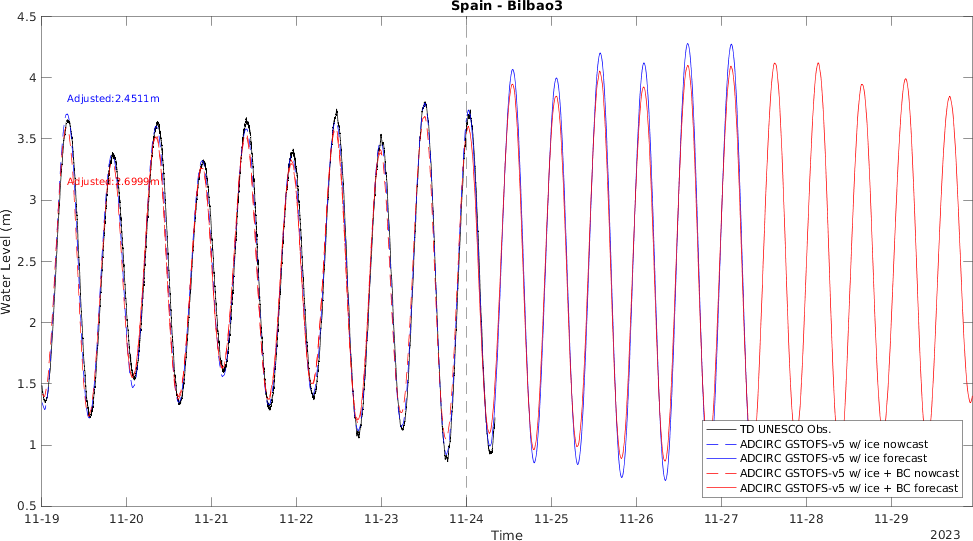 Spain - Bilbao3
4.5
4
3.5
3
2.5
2
1.5
1
0.5
Water Level (m)
Adjusted:2.4511m
Adjusted:2.6999m
TD UNESCO Obs.
ADCIRC GSTOFS-v5 w/ ice nowcast
ADCIRC GSTOFS-v5 w/ ice forecast
ADCIRC GSTOFS-v5 w/ ice + BC nowcast
ADCIRC GSTOFS-v5 w/ ice + BC forecast
11-19 11-20 11-21 11-22 11-23 11-24 11-25 11-26 11-27 11-28 11-29
Time
2023